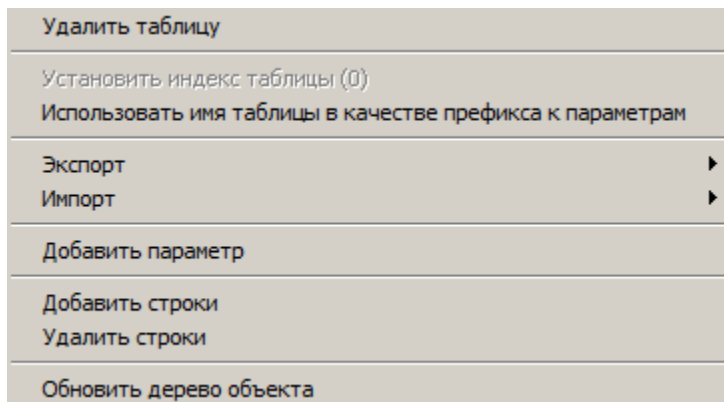 Удалить таблицу
Установить индекс таблицы (0)
Использовать имя таблицы в качестве префикса к параметрам
Экспорт
Импорт
Добавить параметр
Добавить строки
Удалить строки
Обновить дерево объекта